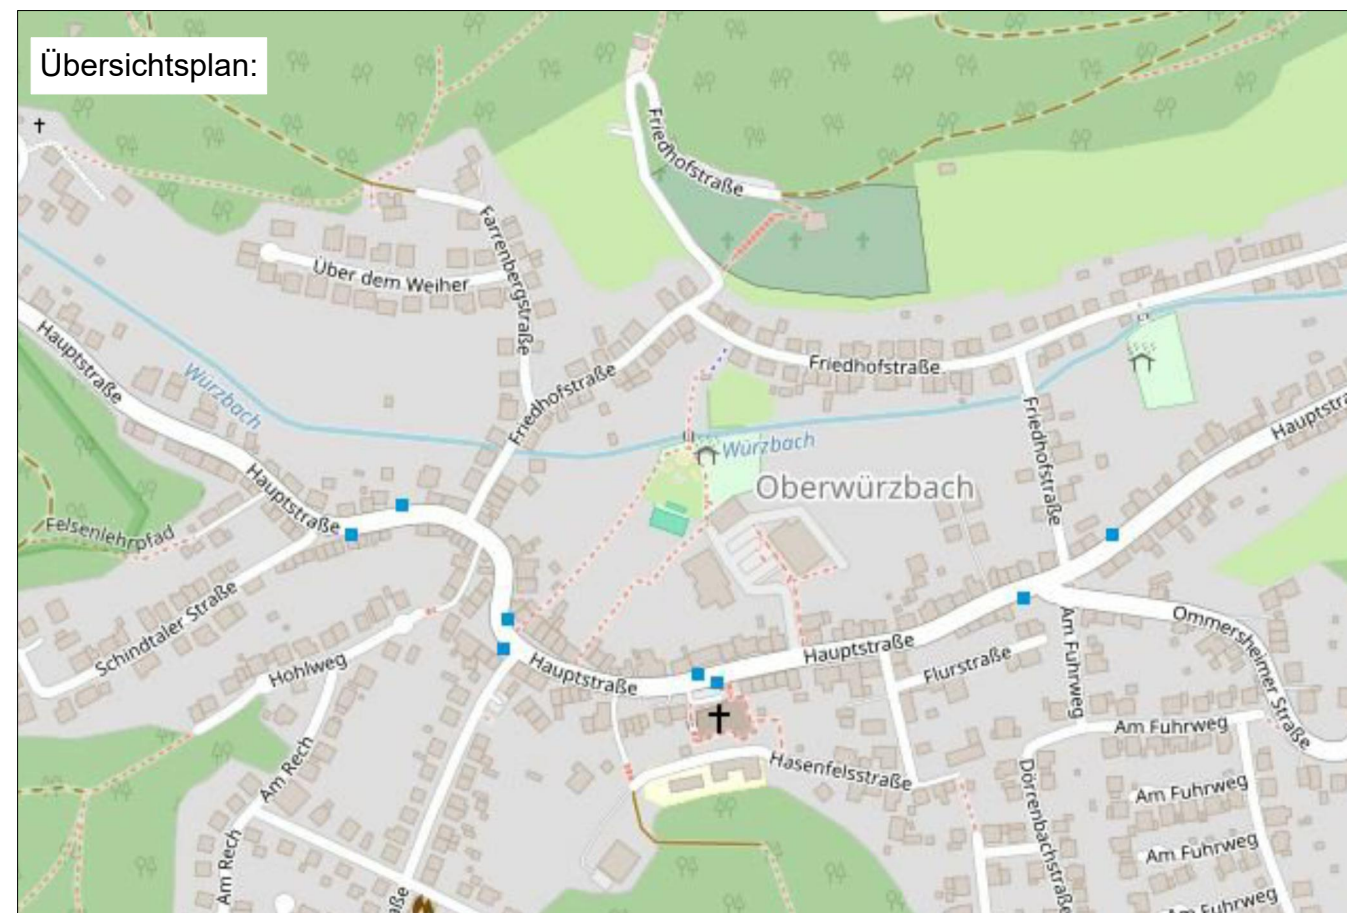 Übersichtsplan:
Friedhofstraße
Farrenbergstraße
Über dem Weiher
Hauptstraße
Würzbach
Friedhofstraße
Friedhofstraße
Friedhofstraße
Hauptstra
Hauptstraße
Würzbach
Oberwürzbach
Felsenlehrpfad
Schindtaler Straße
Hohlweg
Hauptstraße
Hauptstraße
Flurstraße
Am Fuhrweg
Ommersheimer Straße
Am Fuhrweg
Am Rech
Hasenfelsstraße
Dörrenbachstraße
Am Fuhrweg
Am Fuhrweg
Am Rech
aße
Fuhrweg